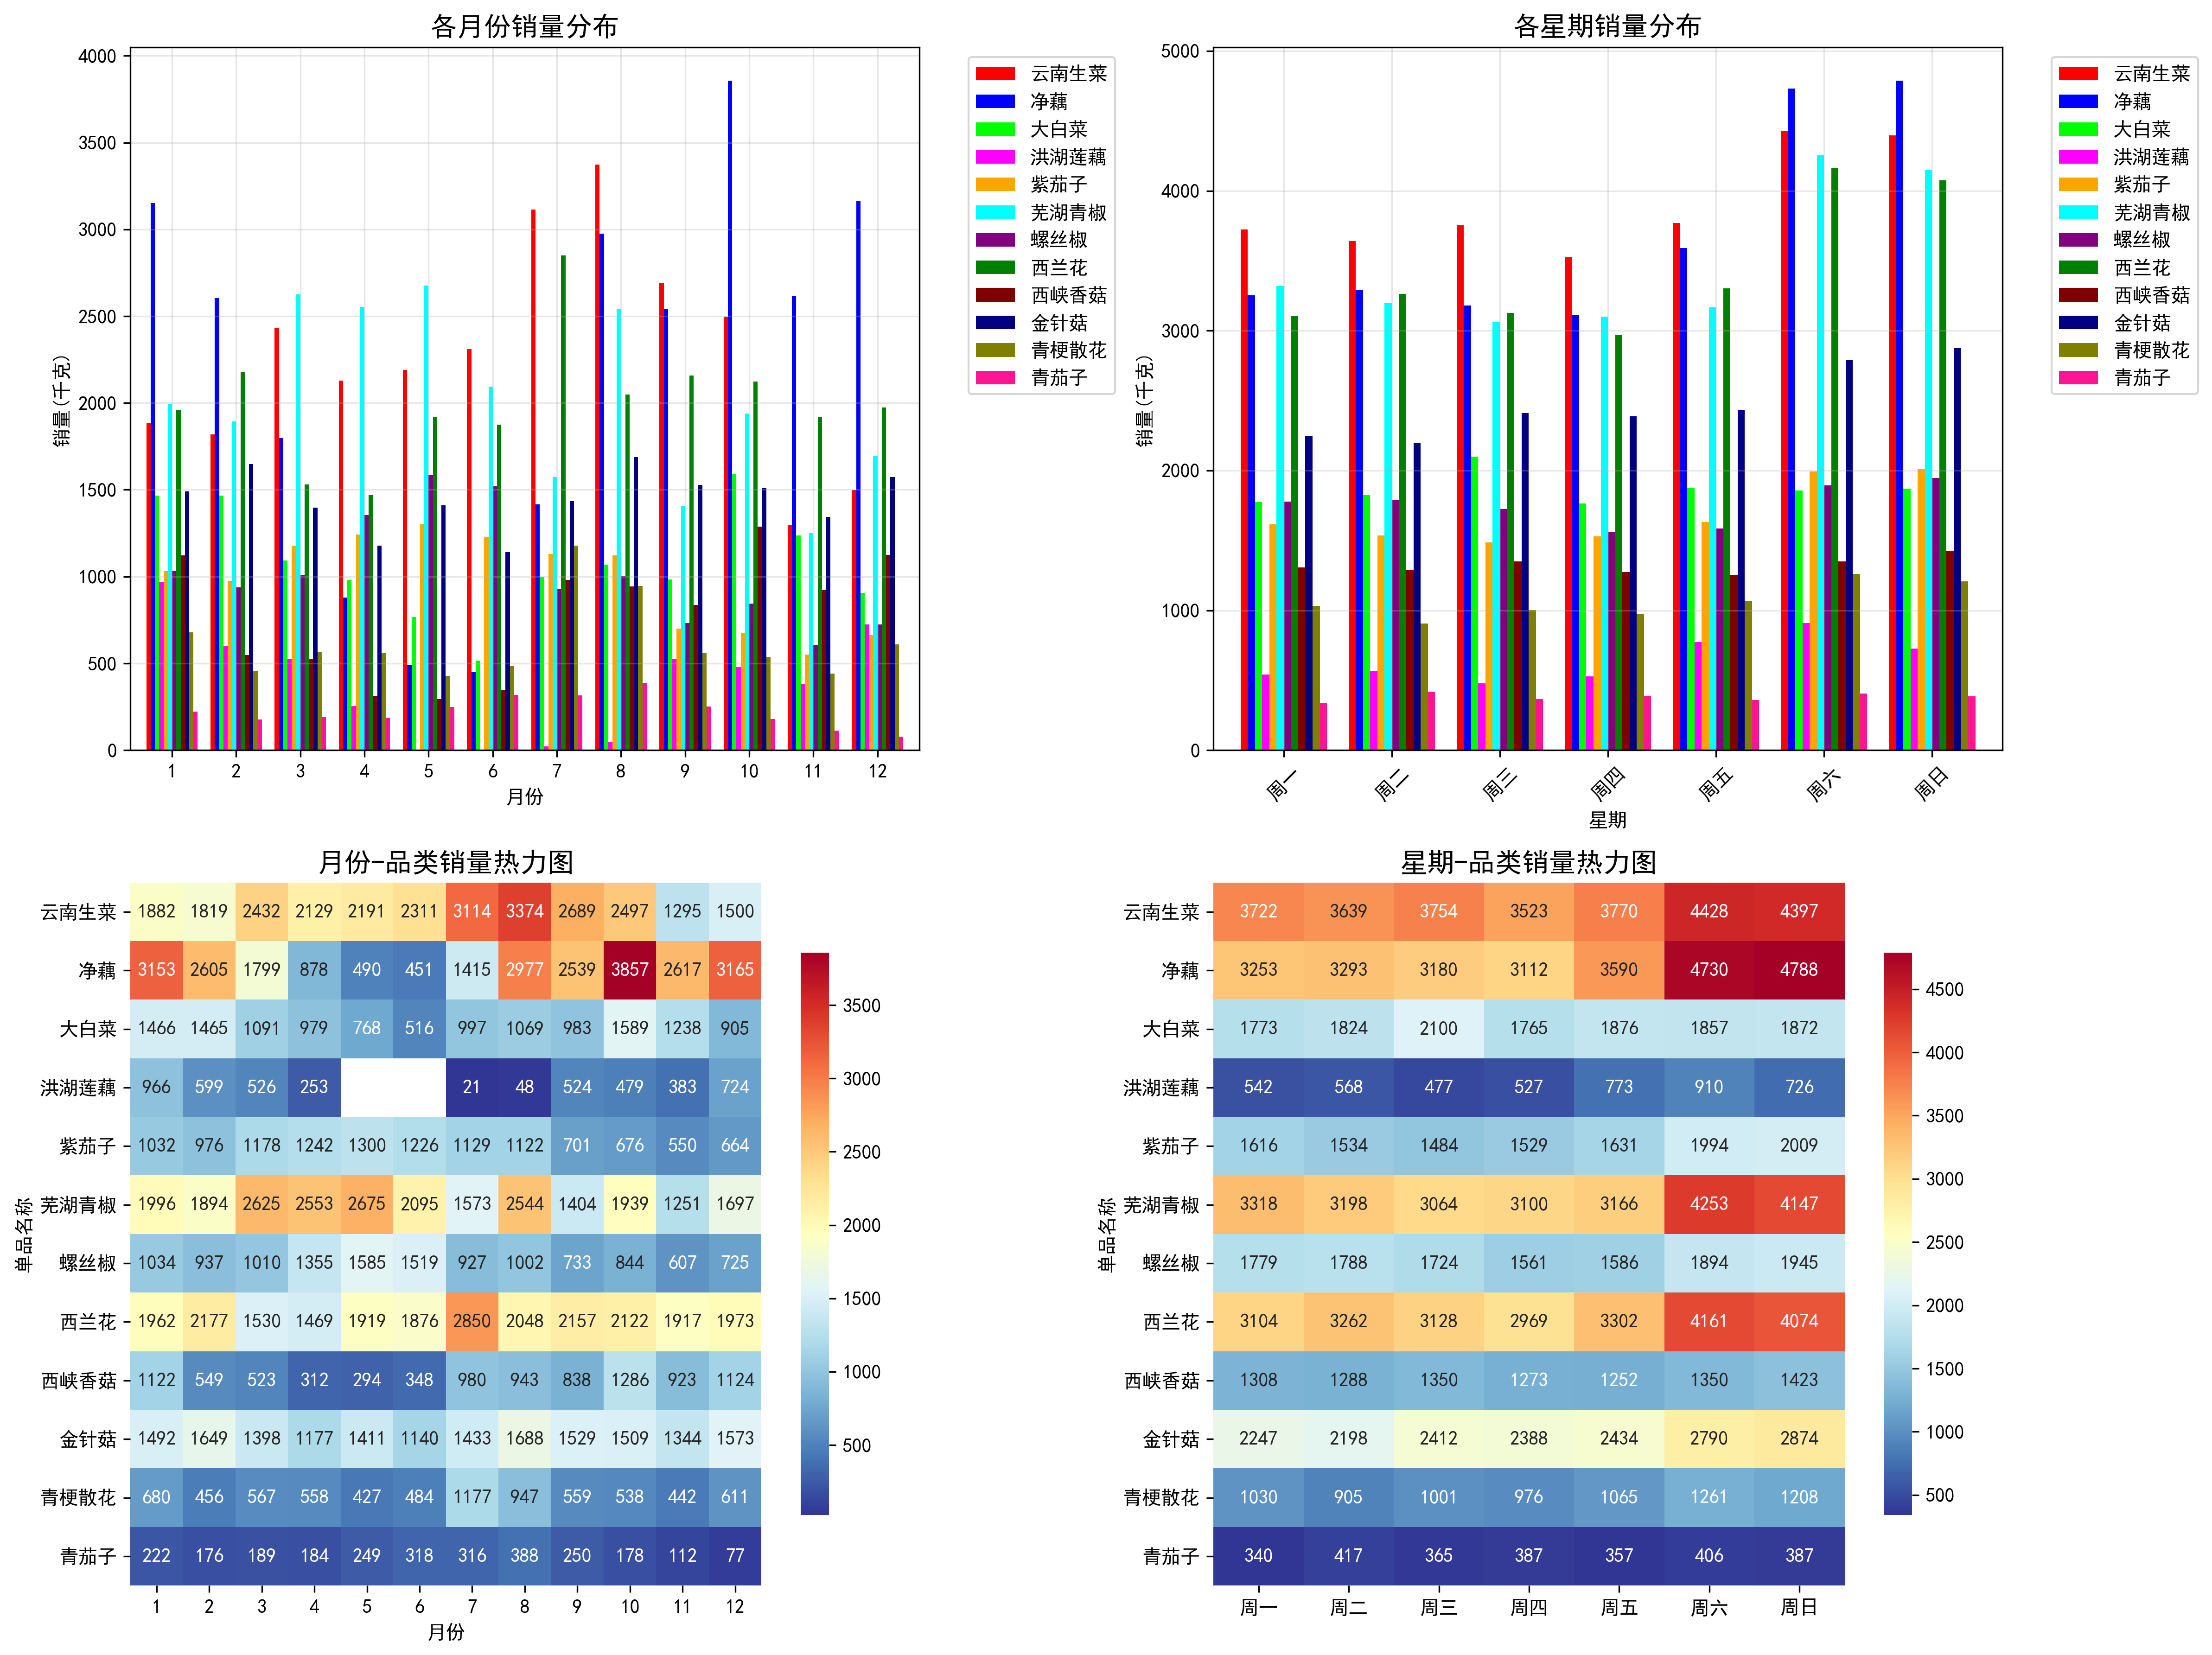 各月份销量分布
4000
3500
3000
2500
2000
1500
1000
500
0
销量(千克)
1 2 3 4 5 6 7 8 9 10 11 12
月份
云南生菜
净藕
大白菜
洪湖莲藕
紫茄子
芜湖青椒
螺丝椒
西兰花
西峡香菇
金针菇
青梗散花
青茄子
各星期销量分布
5000
4000
3000
2000
1000
0
销量(千克)
周一 周二 周三 周四 周五 周六 周日
星期
云南生菜
净藕
大白菜
洪湖莲藕
紫茄子
芜湖青椒
螺丝椒
西兰花
西峡香菇
金针菇
青梗散花
青茄子
月份-品类销量热力图
单品名称
云南生菜 1882 1819 2432 2129 2191 2311 3114 3374 2689 2497 1295 1500
净藕 3153 2605 1799 878 490 451 1415 2977 2539 3857 2617 3165
大白菜 1466 1465 1091 979 768 516 997 1069 983 1589 1238 905
洪湖莲藕 966 599 526 253 21 48 524 479 383 724
紫茄子 1032 976 1178 1242 1300 1226 1129 1122 701 676 550 664
芜湖青椒 1996 1894 2625 2553 2675 2095 1573 2544 1404 1939 1251 1697
螺丝椒 1034 937 1010 1355 1585 1519 927 1002 733 844 607 725
西兰花 1962 2177 1530 1469 1919 1876 2850 2048 2157 2122 1917 1973
西峡香菇 1122 549 523 312 294 348 980 943 838 1286 923 1124
金针菇 1492 1649 1398 1177 1411 1140 1433 1688 1529 1509 1344 1573
青梗散花 680 456 567 558 427 484 1177 947 559 538 442 611
青茄子 222 176 189 184 249 318 316 388 250 178 112 77
1 2 3 4 5 6 7 8 9 10 11 12
月份
3500
3000
2500
2000
1500
1000
500
星期-品类销量热力图
单品名称
云南生菜 3722 3639 3754 3523 3770 4428 4397
净藕 3253 3293 3180 3112 3590 4730 4788
大白菜 1773 1824 2100 1765 1876 1857 1872
洪湖莲藕 542 568 477 527 773 910 726
紫茄子 1616 1534 1484 1529 1631 1994 2009
芜湖青椒 3318 3198 3064 3100 3166 4253 4147
螺丝椒 1779 1788 1724 1561 1586 1894 1945
西兰花 3104 3262 3128 2969 3302 4161 4074
西峡香菇 1308 1288 1350 1273 1252 1350 1423
金针菇 2247 2198 2412 2388 2434 2790 2874
青梗散花 1030 905 1001 976 1065 1261 1208
青茄子 340 417 365 387 357 406 387
周一 周二 周三 周四 周五 周六 周日
4500
4000
3500
3000
2500
2000
1500
1000
500